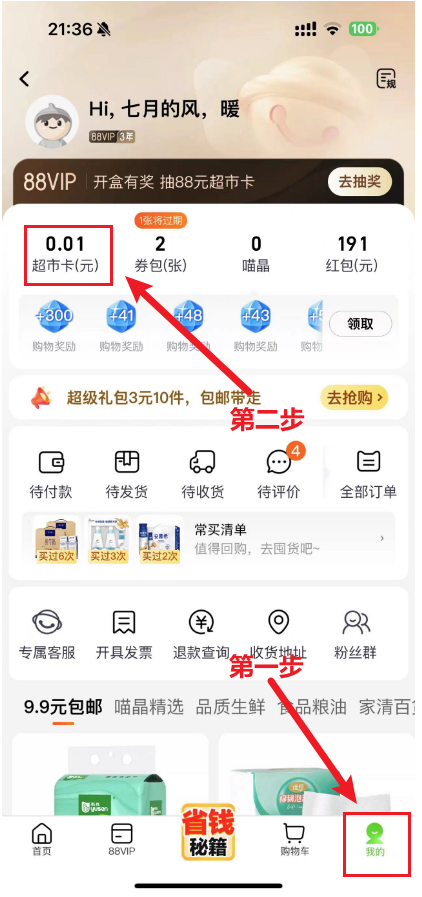 21:36
100
规
Hi, 七月的风，暖
88VIP 3年
88VIP 开盒有奖 抽88元超市卡 去抽奖
1张将过期
0.01 2 0 191
超市卡(元) 券包(张) 喵晶 红包(元)
+300 +41 +48 +43
领取
购物奖励 购物奖励 购物奖励 购物奖励 购物
超级礼包3元10件，包邮带走 去抢购
第二步
4
待付款 待发货 待收货 待评价 全部订单
常买清单
值得回购，去囤货吧~
买过6次 买过3次 买过2次
专属客服 开具发票 退款查询 收货地址 粉丝群
第一步
9.9元包邮 喵晶精选 品质生鲜 食品粮油 家清百货
yusan
省钱
秘籍
首页 88VIP 购物车 我的